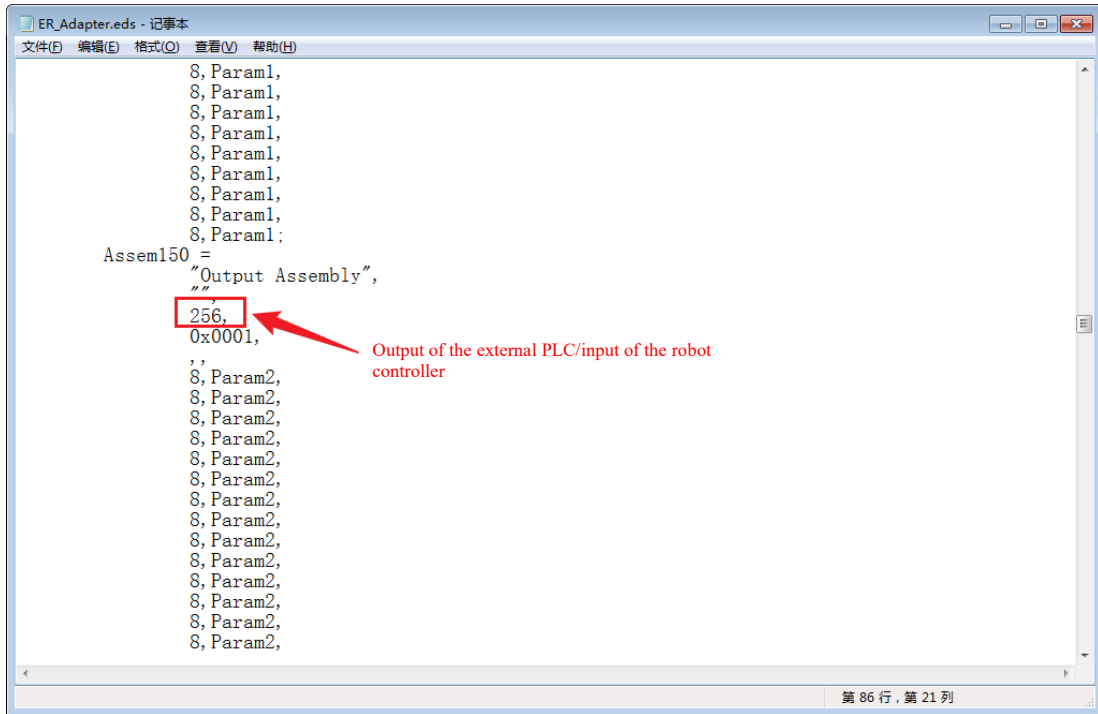 ER_Adapter.eds - 记事本
文件(F) 编辑(E) 格式(O) 查看(V) 帮助(H)
8,Param1,
8,Param1,
8,Param1,
8,Param1,
8,Param1,
8,Param1,
8,Param1,
8,Param1,
8,Param1;
Assem150 =
"Output Assembly",
"",
256,
0x0001,
,,
8,Param2,
8,Param2,
8,Param2,
8,Param2,
8,Param2,
8,Param2,
8,Param2,
8,Param2,
8,Param2,
8,Param2,
8,Param2,
8,Param2,
8,Param2,
8,Param2,
Output of the external PLC/input of the robot
controller
第 86 行，第 21 列